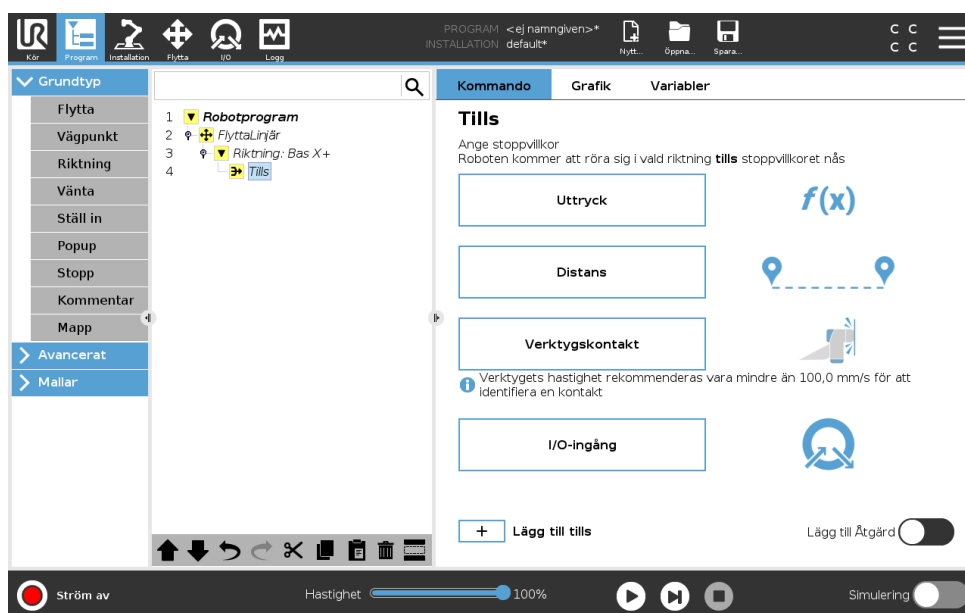 UR
Kör
Program
Installation
Flytta
I/O
Logg
PROGRAM <ej namngiven>*
INSTALLATION default*
Nytt...
Öppna...
Spara...
C C
C C
Grundtyp
Flytta
Vägpunkt
Riktning
Vänta
Ställ in
Popup
Stopp
Kommentar
Mapp
Avancerat
Mallar
1 Robotprogram
2 FlyttaLinjär
3 Riktning: Bas X+
4 Tills
Kommando Grafik Variabler
Tills
Ange stoppvillkor
Roboten kommer att röra sig i vald riktning tills stoppvillkoret nås
Uttryck
f(x)
Distans
Verktygskontakt
Verktygets hastighet rekommenderas vara mindre än 100,0 mm/s för att
identifiera en kontakt
I/O-ingång
+ Lägg till tills
Lägg till Åtgärd
Ström av
Hastighet
100%
Simulering